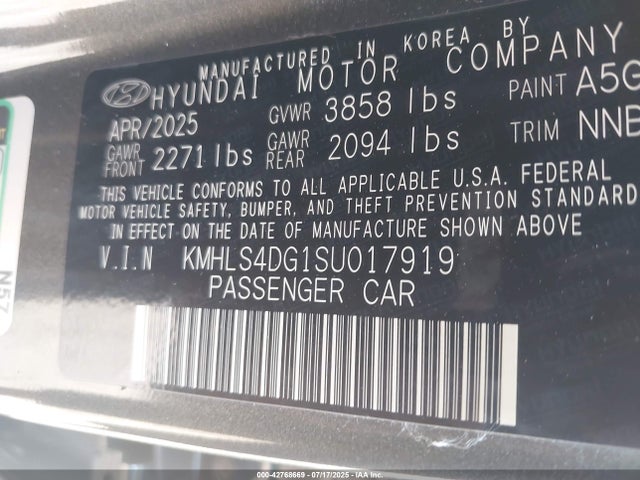 MANUFACTURED IN KOREA BY
HYUNDAI MOTOR COMPANY
APR/2025 GVWR 3858 lbs PAINT A5G
GAWR FRONT 2271 lbs GAWR REAR 2094 lbs TRIM NNB
THIS VEHICLE CONFORMS TO ALL APPLICABLE U.S.A. FEDERAL
MOTOR VEHICLE SAFETY, BUMPER, AND THEFT PREVENTION STANDARD
IN EFFECT ON THE DATE OF MANUFACTURE SHOWN ABOVE
V.I.N KMHLS4DG1SU017919
PASSENGER CAR
N57
000-42768669 - 07/17/2025 - IAA Inc.